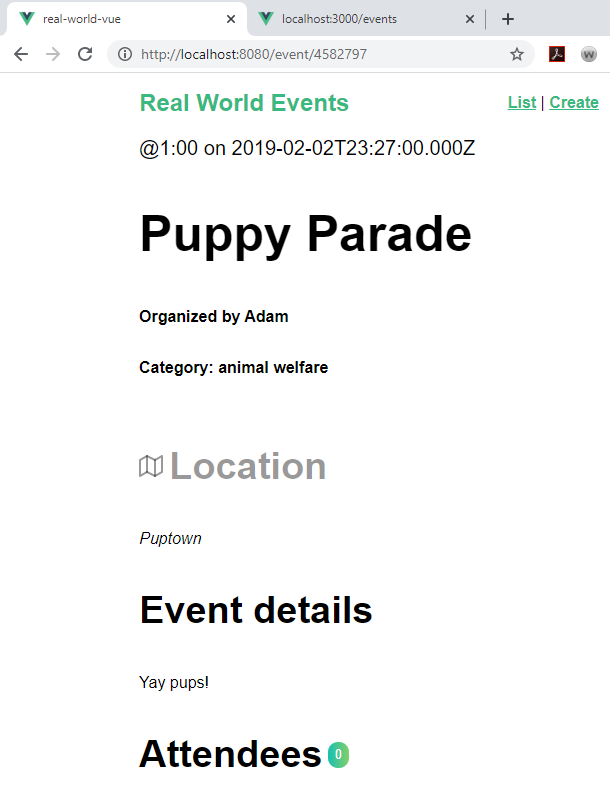 real-world-vue
localhost:3000/events
http://localhost:8080/event/4582797
Real World Events
List | Create
@1:00 on 2019-02-02T23:27:00.000Z
Puppy Parade
Organized by Adam
Category: animal welfare
Location
Puptown
Event details
Yay pups!
Attendees 0